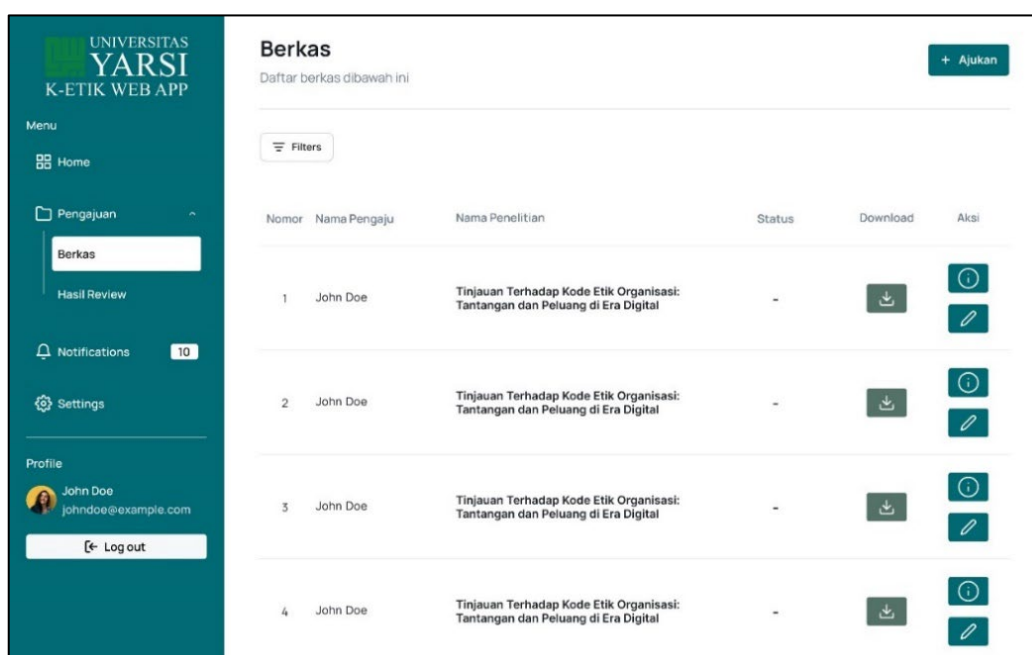 UNIVERSITAS
YARSI
K-ETIK WEB APP
Menu
Home
Pengajuan
Berkas
Hasil Review
Notifications 10
Settings
Profile
John Doe
johndoe@example.com
Log out
Berkas
Daftar berkas dibawah ini
+ Ajukan
Filters
Nomor Nama Pengaju Nama Penelitian Status Download Aksi
1 John Doe Tinjauan Terhadap Kode Etik Organisasi:
Tantangan dan Peluang di Era Digital -
2 John Doe Tinjauan Terhadap Kode Etik Organisasi:
Tantangan dan Peluang di Era Digital -
3 John Doe Tinjauan Terhadap Kode Etik Organisasi:
Tantangan dan Peluang di Era Digital -
4 John Doe Tinjauan Terhadap Kode Etik Organisasi:
Tantangan dan Peluang di Era Digital -